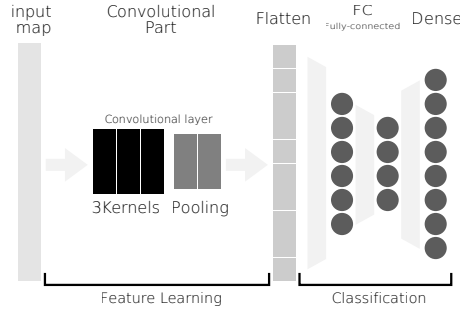 input
map
Convolutional
Part
Flatten
FC
Fully-connected
Dense
Convolutional layer
3Kernels
Pooling
Feature Learning
Classification